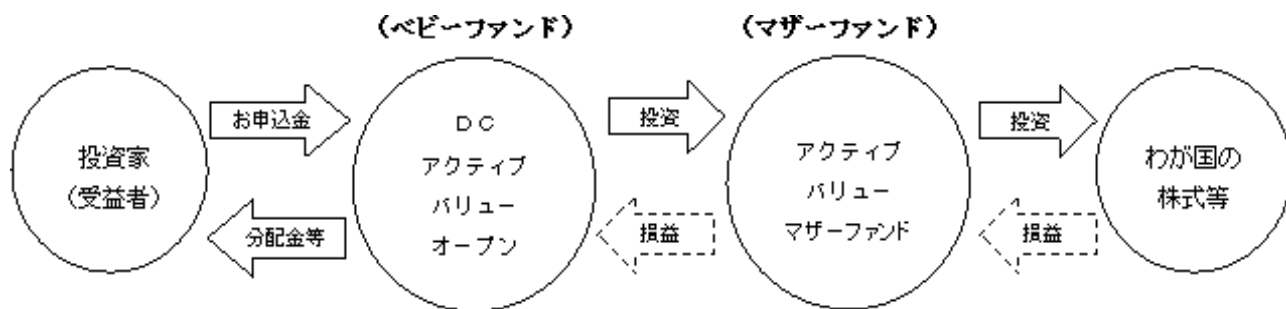 （ベビーファンド）
（マザーファンド）
お申込金
投資
投資
投資家
（受益者）
ＤＣ
アクティブ
バリュー
オープン
アクティブ
バリュー
マザーファンド
わが国の
株式等
分配金等
損益
損益